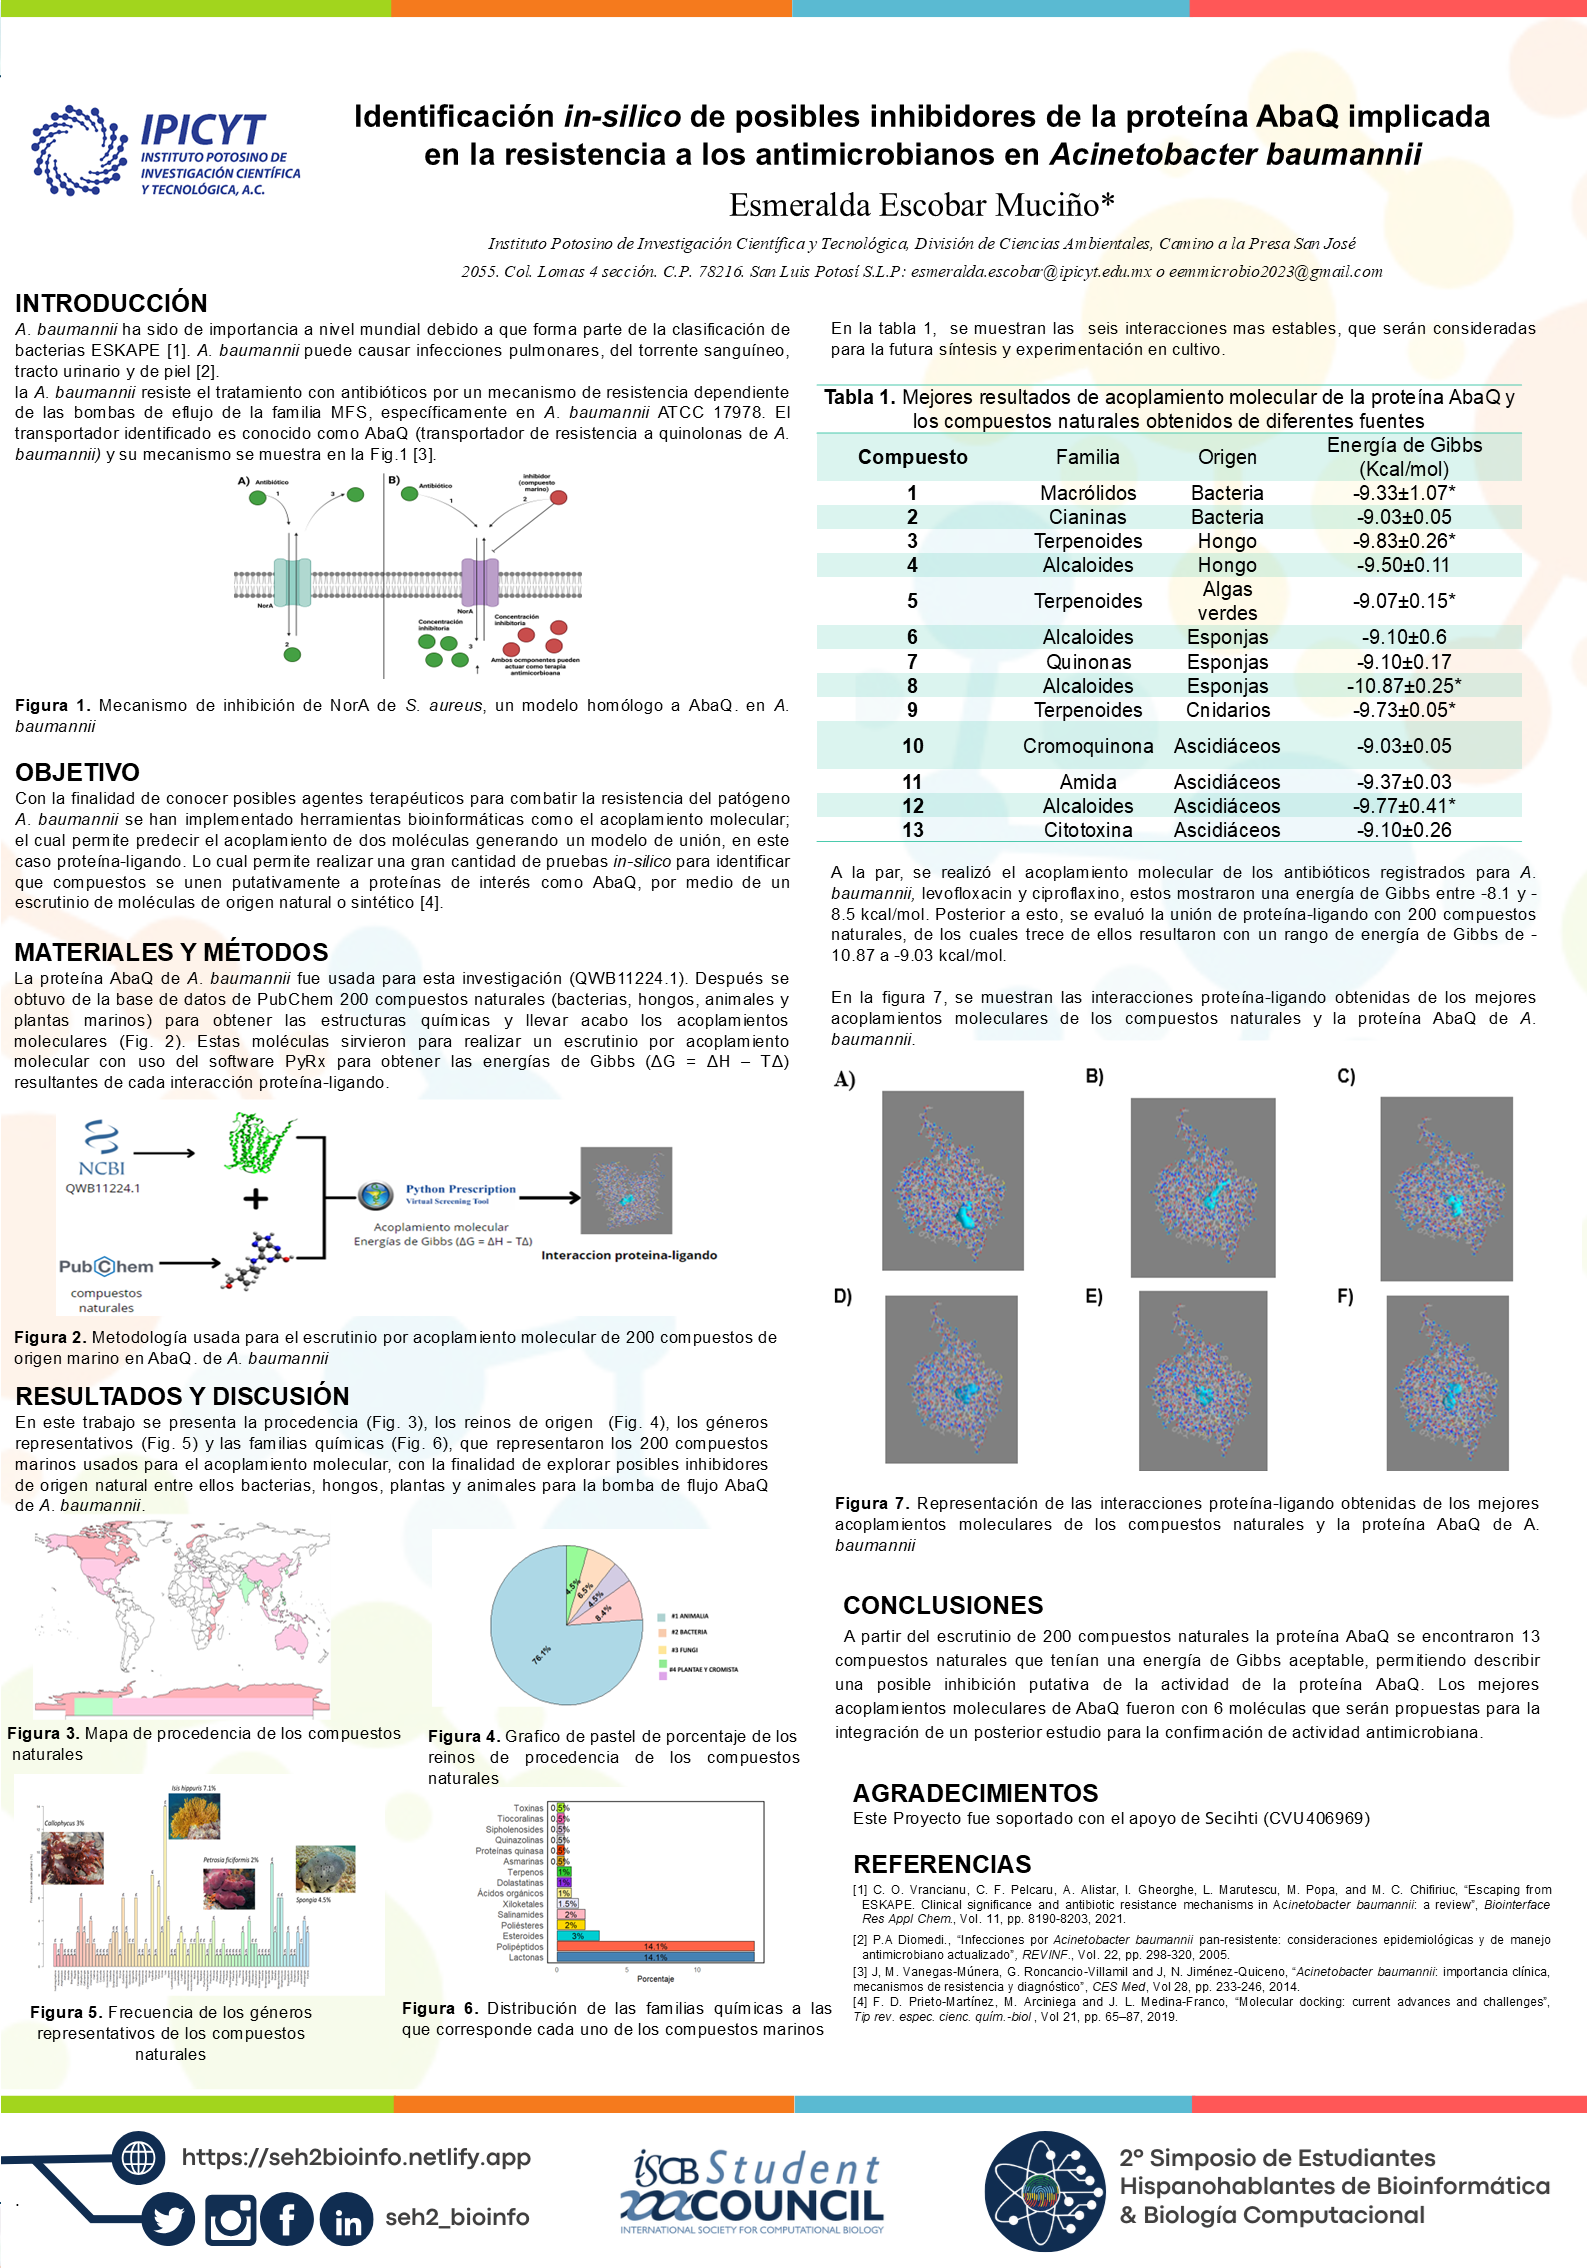 IPICYT
INSTITUTO POTOSINO DE
INVESTIGACIÓN CIENTÍFICA
Y TECNOLÓGICA, A.C.
Identificación in-silico de posibles inhibidores de la proteína AbaQ implicada
en la resistencia a los antimicrobianos en Acinetobacter baumannii
Esmeralda Escobar Muciño*
Instituto Potosino de Investigación Científica y Tecnológica, División de Ciencias Ambientales, Camino a la Presa San José
2055. Col. Lomas 4 sección. C.P. 78216. San Luis Potosí S.L.P: esmeralda.escobar@ipicyt.edu.mx o eemmicrobio2023@gmail.com
INTRODUCCIÓN
A. baumannii ha sido de importancia a nivel mundial debido a que forma parte de la clasificación de
bacterias ESKAPE [1]. A. baumannii puede causar infecciones pulmonares, del torrente sanguíneo,
tracto urinario y de piel [2].
la A. baumannii resiste el tratamiento con antibióticos por un mecanismo de resistencia dependiente
de las bombas de eflujo de la familia MFS, específicamente en A. baumannii ATCC 17978. El
transportador identificado es conocido como AbaQ (transportador de resistencia a quinolonas de A.
baumannii) y su mecanismo se muestra en la Fig.1 [3].
A) Antibiótico
1
3
NorA
2
B) Antibiótico
1
Inhibidor
(compuesto
marino)
2
NorA
Concentración
inhibitoria
Concentración
inhibitoria
3
Ambos ocmponentes pueden
actuar como terapia
antimicorbioana
Figura 1. Mecanismo de inhibición de NorA de S. aureus, un modelo homólogo a AbaQ. en A.
baumannii
OBJETIVO
Con la finalidad de conocer posibles agentes terapéuticos para combatir la resistencia del patógeno
A. baumannii se han implementado herramientas bioinformáticas como el acoplamiento molecular;
el cual permite predecir el acoplamiento de dos moléculas generando un modelo de unión, en este
caso proteína-ligando. Lo cual permite realizar una gran cantidad de pruebas in-silico para identificar
que compuestos se unen putativamente a proteínas de interés como AbaQ, por medio de un
escrutinio de moléculas de origen natural o sintético [4].
MATERIALES Y MÉTODOS
La proteína AbaQ de A. baumannii fue usada para esta investigación (QWB11224.1). Después se
obtuvo de la base de datos de PubChem 200 compuestos naturales (bacterias, hongos, animales y
plantas marinos) para obtener las estructuras químicas y llevar acabo los acoplamientos
moleculares (Fig. 2). Estas moléculas sirvieron para realizar un escrutinio por acoplamiento
molecular con uso del software PyRx para obtener las energías de Gibbs (ΔG = ΔH – TΔ)
resultantes de cada interacción proteína-ligando.
NCBI
QWB11224.1
+
PubChem
compuestos
naturales
Python Prescription
Virtual Screening Tool
Acoplamiento molecular
Energías de Gibbs (ΔG = ΔH – TΔ)
Interaccion proteina-ligando
Figura 2. Metodología usada para el escrutinio por acoplamiento molecular de 200 compuestos de
origen marino en AbaQ. de A. baumannii
RESULTADOS Y DISCUSIÓN
En este trabajo se presenta la procedencia (Fig. 3), los reinos de origen (Fig. 4), los géneros
representativos (Fig. 5) y las familias químicas (Fig. 6), que representaron los 200 compuestos
marinos usados para el acoplamiento molecular, con la finalidad de explorar posibles inhibidores
de origen natural entre ellos bacterias, hongos, plantas y animales para la bomba de flujo AbaQ
de A. baumannii.
Figura 3. Mapa de procedencia de los compuestos
naturales
4.5%
6.5%
4.5%
8.4%
76.1%
#1 ANIMALIA
#2 BACTERIA
#3 FUNGI
#4 PLANTAE Y CROMISTA
Figura 4. Grafico de pastel de porcentaje de los
reinos de procedencia de los compuestos
naturales
Isis hippuris 7.1%
Callophycus 3%
Petrosia ficiformis 2%
Spongia 4.5%
Figura 5. Frecuencia de los géneros
representativos de los compuestos
naturales
Toxinas 0.5%
Tiocoralinas 0.5%
Sipholenosides 0.5%
Quinazolinas 0.5%
Proteínas quinasa 0.5%
Asmarinas 0.5%
Terpenos 1%
Dolastatinas 1%
Ácidos orgánicos 1%
Xiloketales 1.5%
Salinamides 2%
Poliésteres 2%
Esteroides 3%
Polipéptidos 14.1%
Lactonas 14.1%
0 5 10
Porcentaje
Figura 6. Distribución de las familias químicas a las
que corresponde cada uno de los compuestos marinos
En la tabla 1, se muestran las seis interacciones mas estables, que serán consideradas
para la futura síntesis y experimentación en cultivo.
Tabla 1. Mejores resultados de acoplamiento molecular de la proteína AbaQ y
los compuestos naturales obtenidos de diferentes fuentes
Compuesto Familia Origen Energía de Gibbs
(Kcal/mol)
1 Macrólidos Bacteria -9.33±1.07*
2 Cianinas Bacteria -9.03±0.05
3 Terpenoides Hongo -9.83±0.26*
4 Alcaloides Hongo -9.50±0.11
5 Terpenoides Algas verdes -9.07±0.15*
6 Alcaloides Esponjas -9.10±0.6
7 Quinonas Esponjas -9.10±0.17
8 Alcaloides Esponjas -10.87±0.25*
9 Terpenoides Cnidarios -9.73±0.05*
10 Cromoquinona Ascidiáceos -9.03±0.05
11 Amida Ascidiáceos -9.37±0.03
12 Alcaloides Ascidiáceos -9.77±0.41*
13 Citotoxina Ascidiáceos -9.10±0.26
A la par, se realizó el acoplamiento molecular de los antibióticos registrados para A.
baumannii, levofloxacin y ciproflaxino, estos mostraron una energía de Gibbs entre -8.1 y -
8.5 kcal/mol. Posterior a esto, se evaluó la unión de proteína-ligando con 200 compuestos
naturales, de los cuales trece de ellos resultaron con un rango de energía de Gibbs de -
10.87 a -9.03 kcal/mol.
En la figura 7, se muestran las interacciones proteína-ligando obtenidas de los mejores
acoplamientos moleculares de los compuestos naturales y la proteína AbaQ de A.
baumannii.
A) B) C)
D) E) F)
Figura 7. Representación de las interacciones proteína-ligando obtenidas de los mejores
acoplamientos moleculares de los compuestos naturales y la proteína AbaQ de A.
baumannii
CONCLUSIONES
A partir del escrutinio de 200 compuestos naturales la proteína AbaQ se encontraron 13
compuestos naturales que tenían una energía de Gibbs aceptable, permitiendo describir
una posible inhibición putativa de la actividad de la proteína AbaQ. Los mejores
acoplamientos moleculares de AbaQ fueron con 6 moléculas que serán propuestas para la
integración de un posterior estudio para la confirmación de actividad antimicrobiana.
AGRADECIMIENTOS
Este Proyecto fue soportado con el apoyo de Secihti (CVU406969)
REFERENCIAS
[1] C. O. Vrancianu, C. F. Pelcaru, A. Alistar, I. Gheorghe, L. Marutescu, M. Popa, and M. C. Chifiriuc, “Escaping from
ESKAPE. Clinical significance and antibiotic resistance mechanisms in Acinetobacter baumannii: a review”, Biointerface
Res Appl Chem., Vol. 11, pp. 8190-8203, 2021.
[2] P.A Diomedi., “Infecciones por Acinetobacter baumannii pan-resistente: consideraciones epidemiológicas y de manejo
antimicrobiano actualizado”, REVINF., Vol. 22, pp. 298-320, 2005.
[3] J, M. Vanegas-Múnera, G. Roncancio-Villamil and J, N. Jiménez-Quiceno, “Acinetobacter baumannii: importancia clínica,
mecanismos de resistencia y diagnóstico”, CES Med, Vol 28, pp. 233-246, 2014.
[4] F. D. Prieto-Martínez, M. Arciniega and J. L. Medina-Franco, “Molecular docking: current advances and challenges”,
Tip rev. espec. cienc. quím.-biol , Vol 21, pp. 65–87, 2019.
https://seh2bioinfo.netlify.app
seh2_bioinfo
iSCB Student
COUNCIL
INTERNATIONAL SOCIETY FOR COMPUTATIONAL BIOLOGY
2º Simposio de Estudiantes
Hispanohablantes de Bioinformática
& Biología Computacional